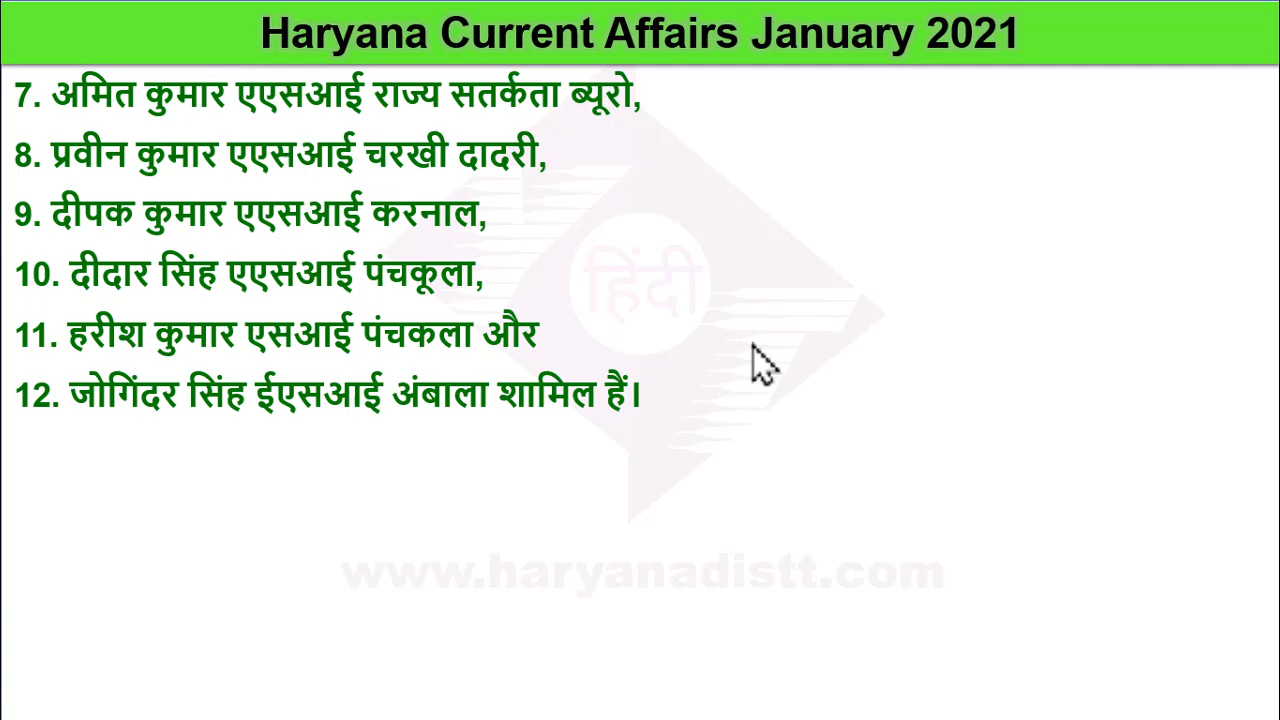 Haryana Current Affairs January 2021
7. अमित कुमार एएसआई राज्य सतर्कता ब्यूरो,
8. प्रवीन कुमार एएसआई चरखी दादरी,
9. दीपक कुमार एएसआई करनाल,
10. दीदार सिंह एएसआई पंचकूला,
हिंदी
11. हरीश कुमार एसआई पंचकला और
12. जोगिंदर सिंह ईएसआई अंबाला शामिल हैं।
www.haryanadistt.com